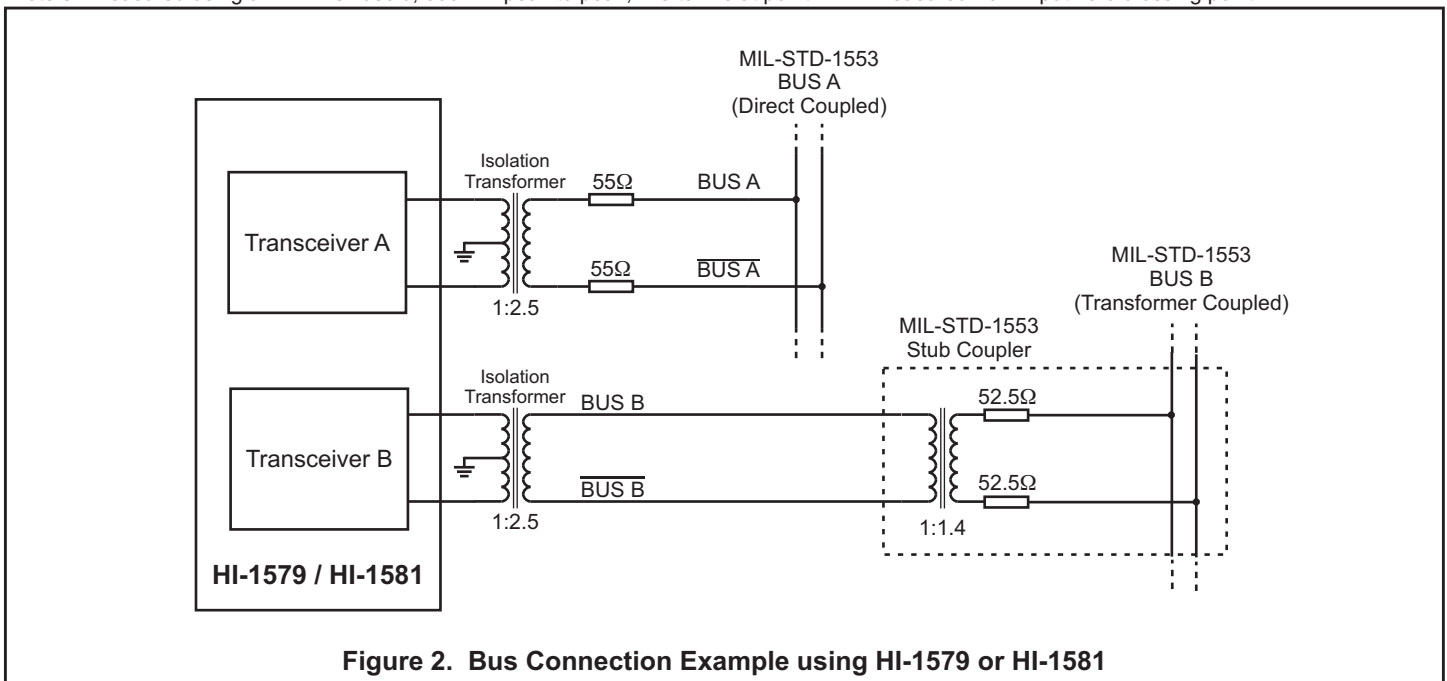 MIL-STD-1553
BUS A
(Direct Coupled)
Isolation
Transformer
55Ω
BUS A
Transceiver A
55Ω
BUS A
1:2.5
MIL-STD-1553
BUS B
(Transformer Coupled)
MIL-STD-1553
Stub Coupler
Isolation
Transformer
BUS B
52.5Ω
Transceiver B
BUS B
52.5Ω
1:2.5
1:1.4
HI-1579 / HI-1581
Figure 2. Bus Connection Example using HI-1579 or HI-1581